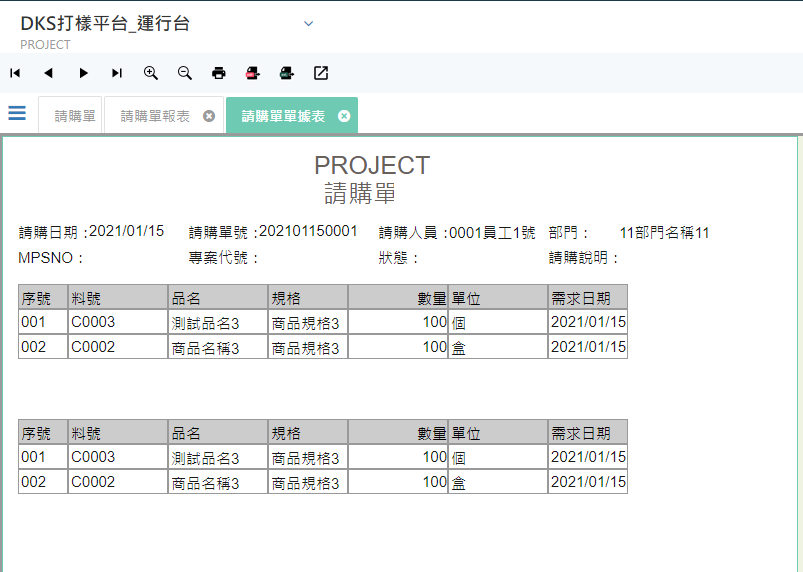 DKS打樣平台_運行台
PROJECT
請購單 請購單報表 請購單單據表
PROJECT
請購單
請購日期：2021/01/15 請購單號：202101150001 請購人員：0001員工1號 部門： 11部門名稱11
MPSNO： 專案代號： 狀態： 請購說明：
序號 料號 品名 規格 數量 單位 需求日期
001 C0003 測試品名3 商品規格3 100 個 2021/01/15
002 C0002 商品名稱3 商品規格3 100 盒 2021/01/15
序號 料號 品名 規格 數量 單位 需求日期
001 C0003 測試品名3 商品規格3 100 個 2021/01/15
002 C0002 商品名稱3 商品規格3 100 盒 2021/01/15